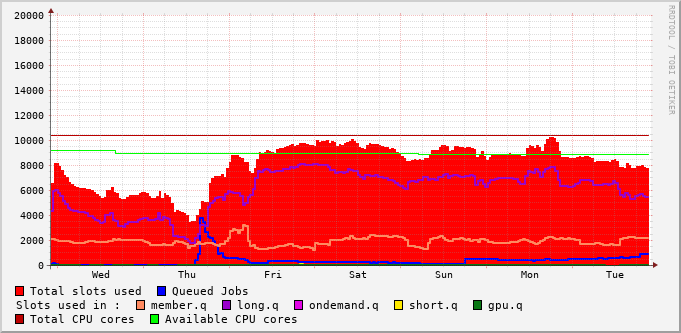 20000
18000
16000
14000
12000
10000
8000
6000
4000
2000
0
Wed Thu Fri Sat Sun Mon Tue
RRDTOOL / TOBI OETIKER
Total slots used Queued Jobs
Slots used in : member.q long.q ondemand.q short.q gpu.q
Total CPU cores Available CPU cores